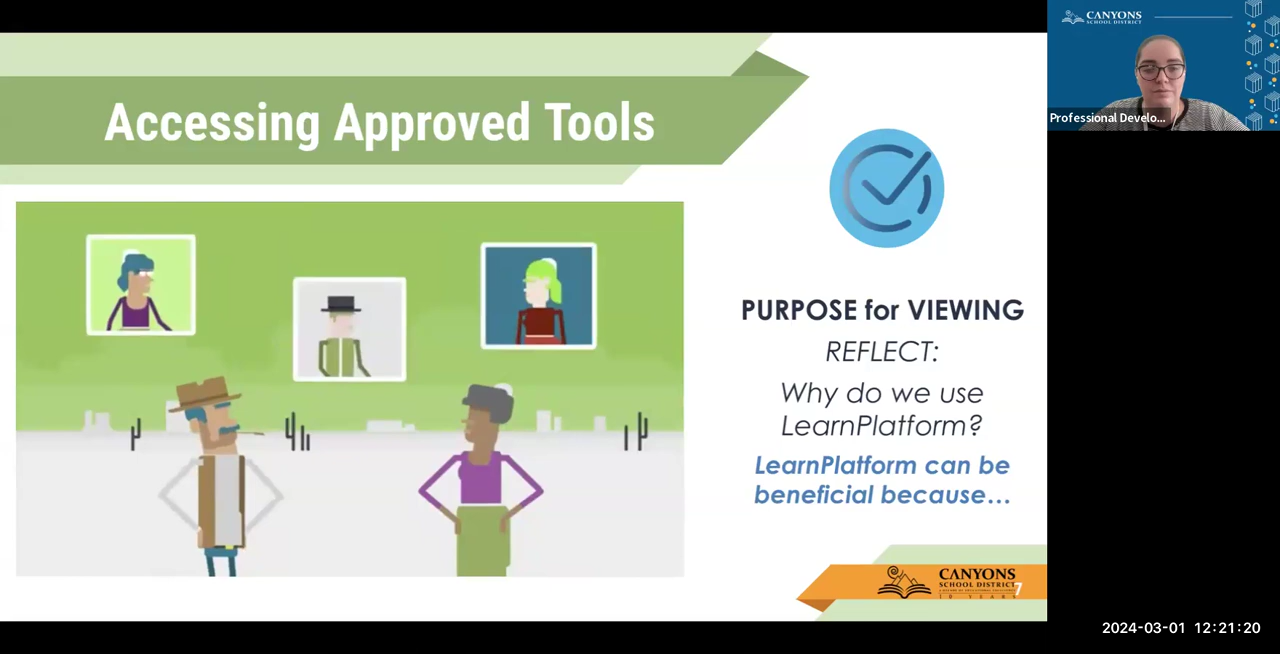 Accessing Approved Tools
PURPOSE for VIEWING
REFLECT:
Why do we use
LearnPlatform?
LearnPlatform can be
beneficial because…
CANYONS
SCHOOL DISTRICT
7
CANYONS
SCHOOL DISTRICT
Professional Develo...
2024-03-01 12:21:20